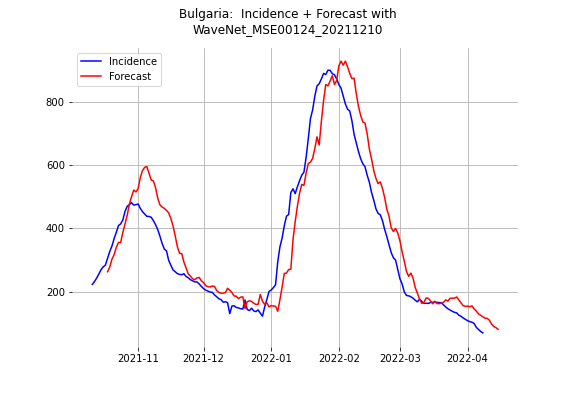 Bulgaria:  Incidence + Forecast with
WaveNet_MSE00124_20211210
Incidence
Forecast
800
600
400
200
2021-11
2021-12
2022-01
2022-02
2022-03
2022-04